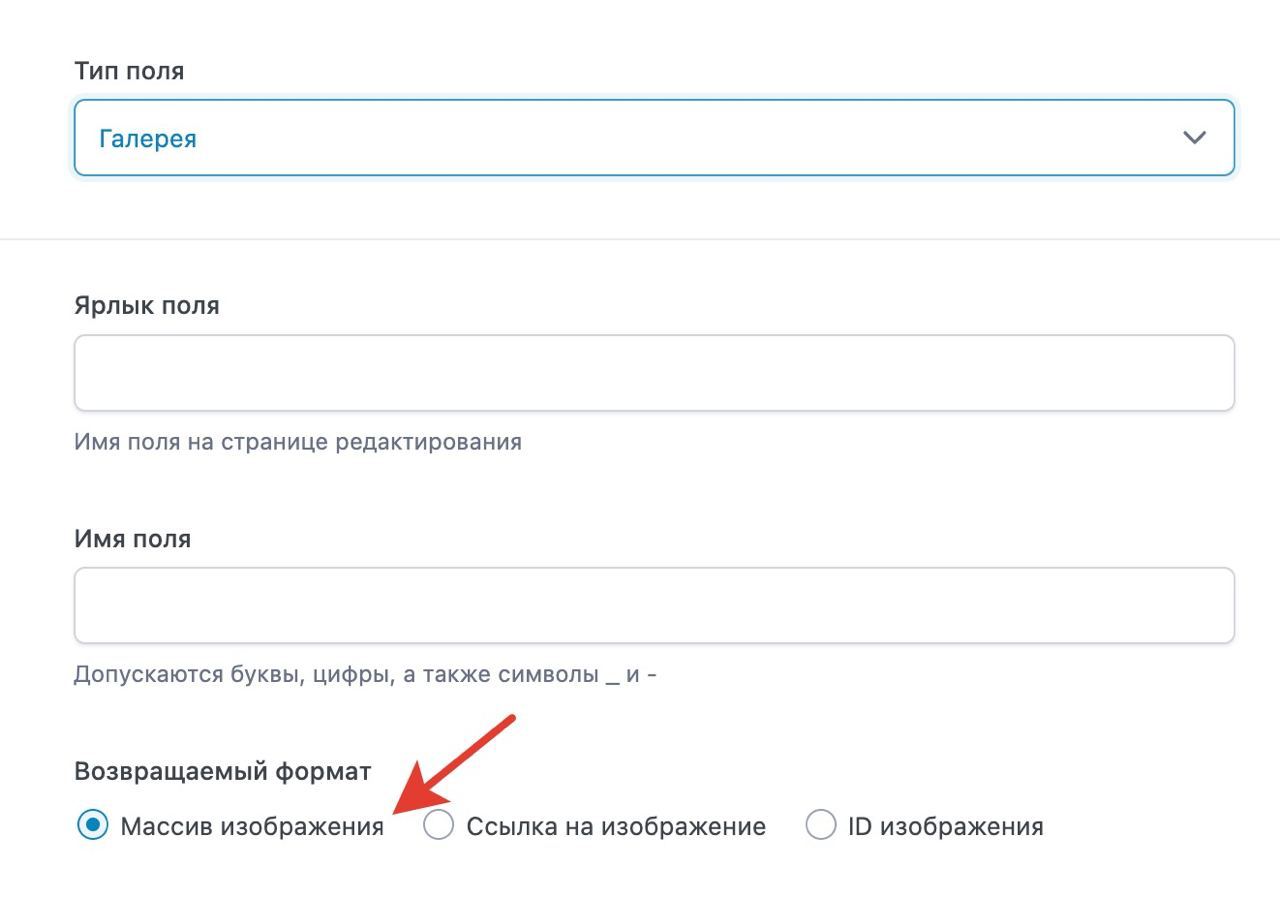 Тип поля
Галерея
Ярлык поля
Имя поля на странице редактирования
Имя поля
Допускаются буквы, цифры, а также символы _ и -
Возвращаемый формат
Массив изображения Ссылка на изображение ID изображения